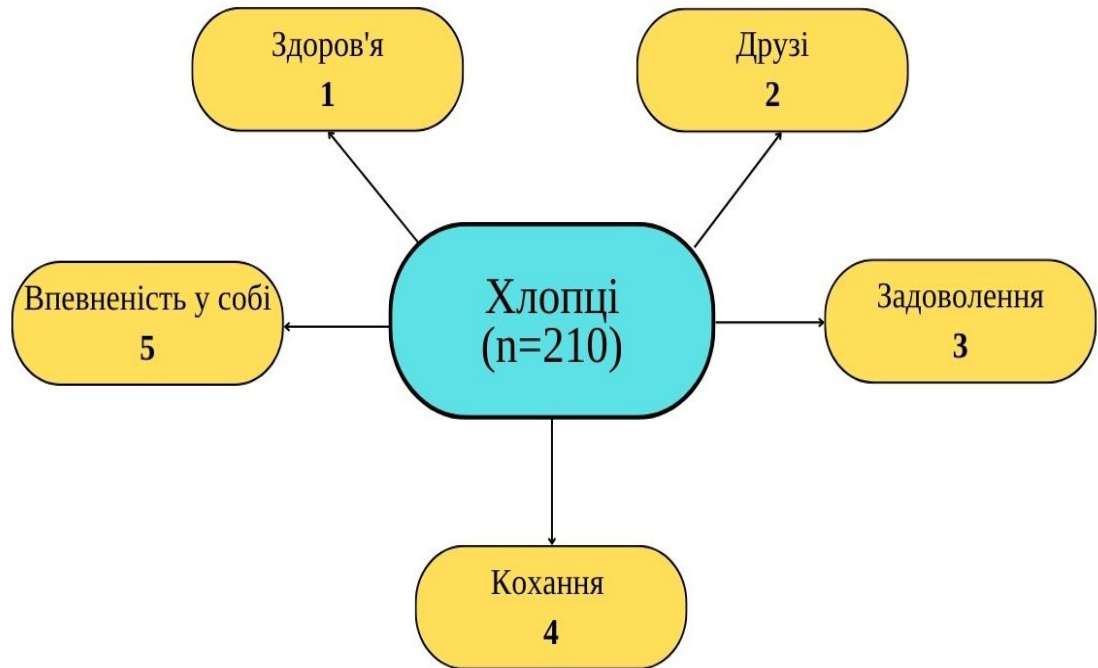 Здоров'я
1
Друзі
2
Хлопці
(n=210)
Впевненість у собі
5
Задоволення
3
Кохання
4